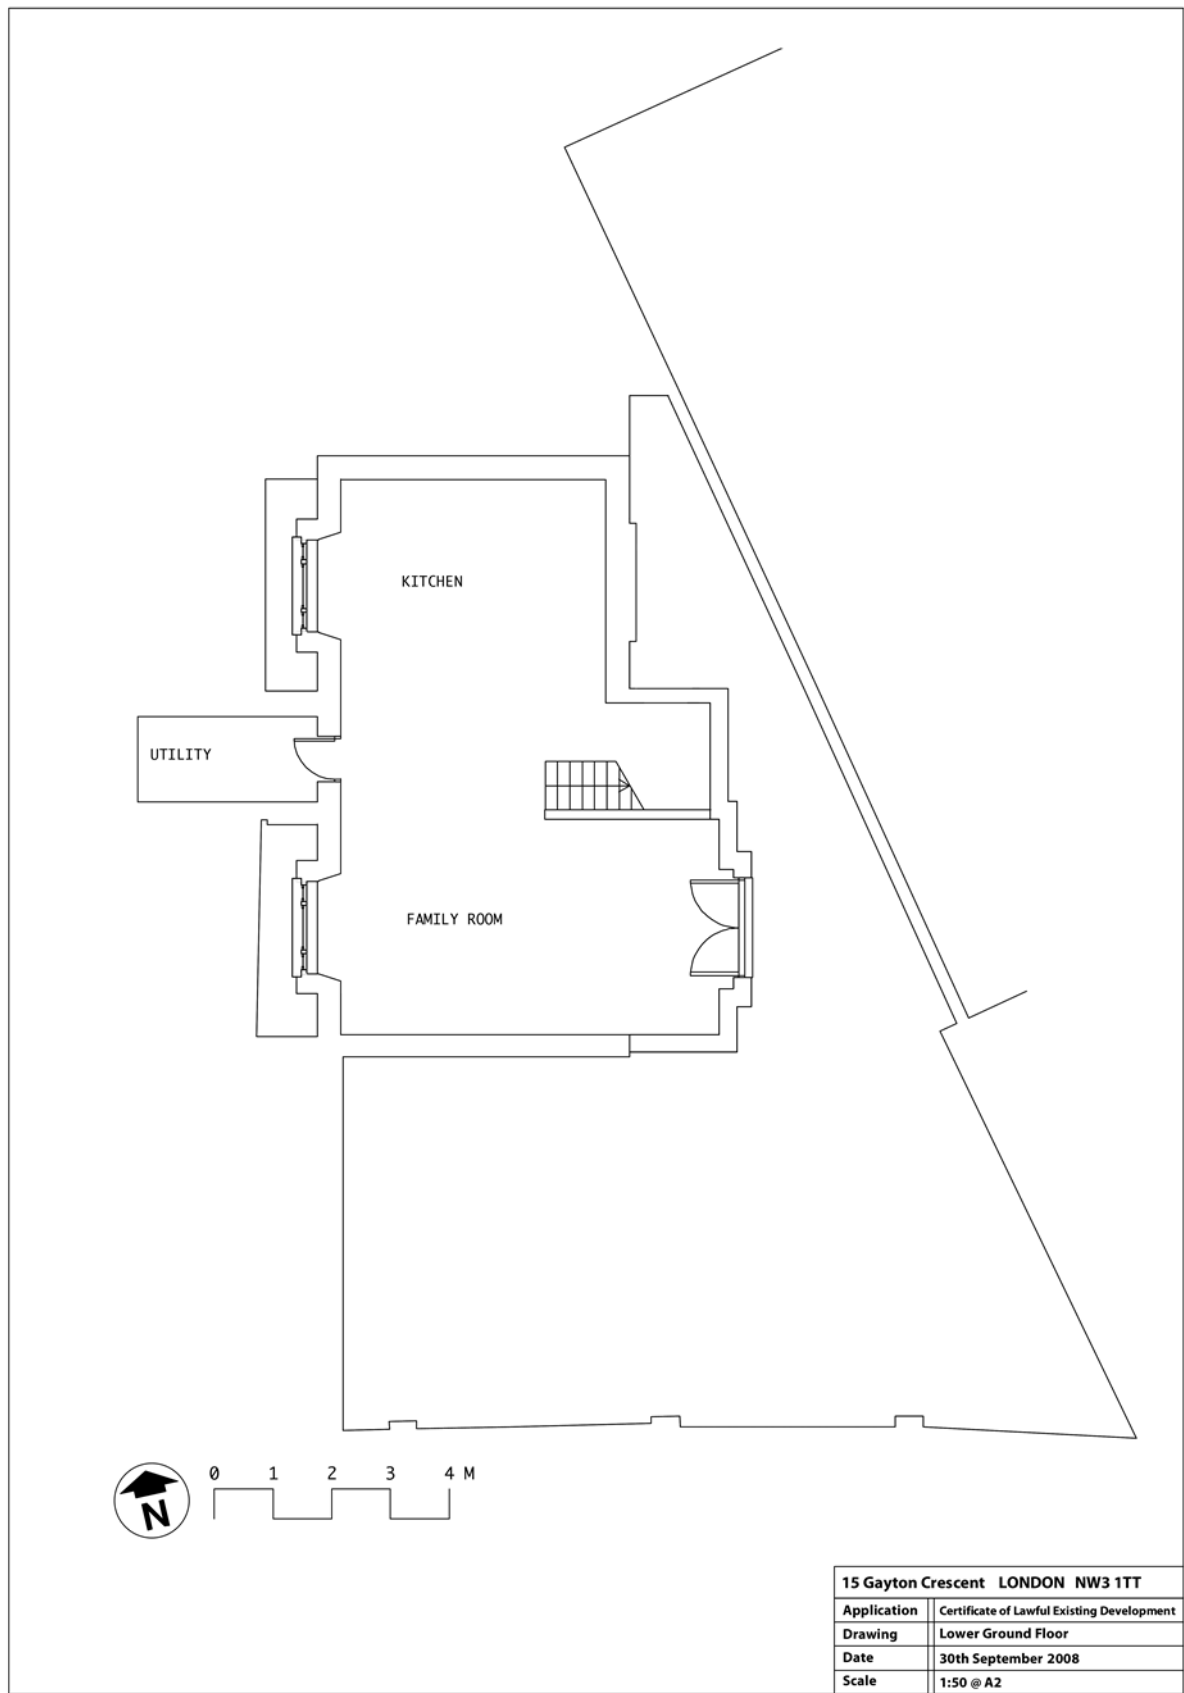 KITCHEN
UTILITY
FAMILY ROOM
0 1 2 3 4 M
N
15 Gayton Crescent LONDON NW3 1TT
Application Certificate of Lawful Existing Development
Drawing Lower Ground Floor
Date 30th September 2008
Scale 1:50 @ A2